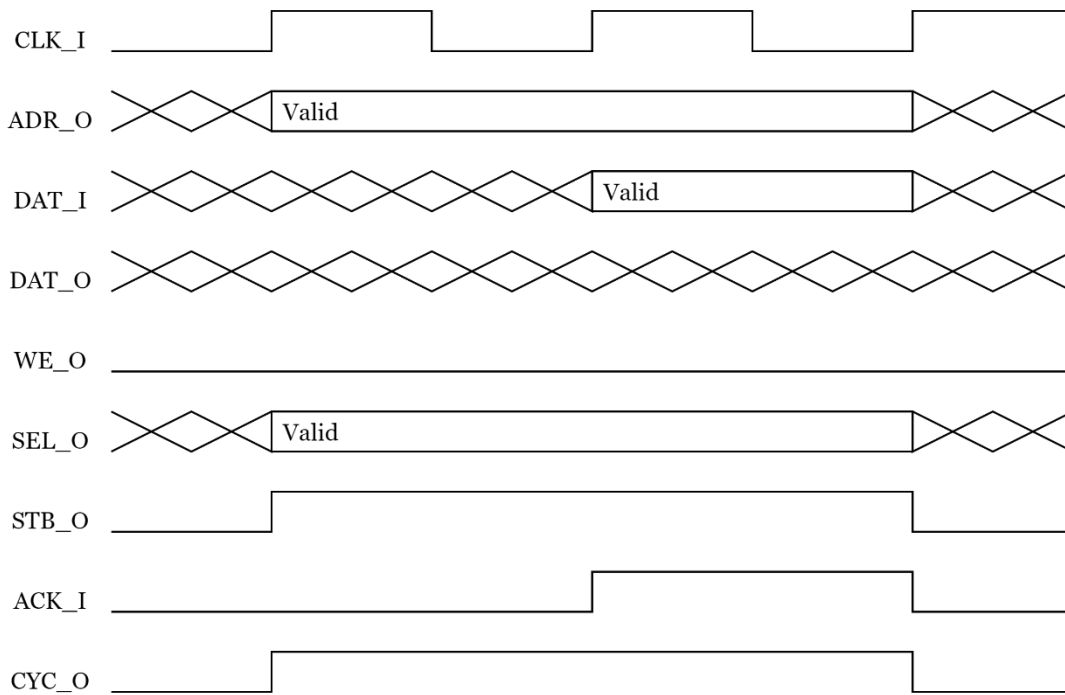 CLK_I
ADR_O
Valid
DAT_I
Valid
DAT_O
WE_O
SEL_O
Valid
STB_O
ACK_I
CYC_O